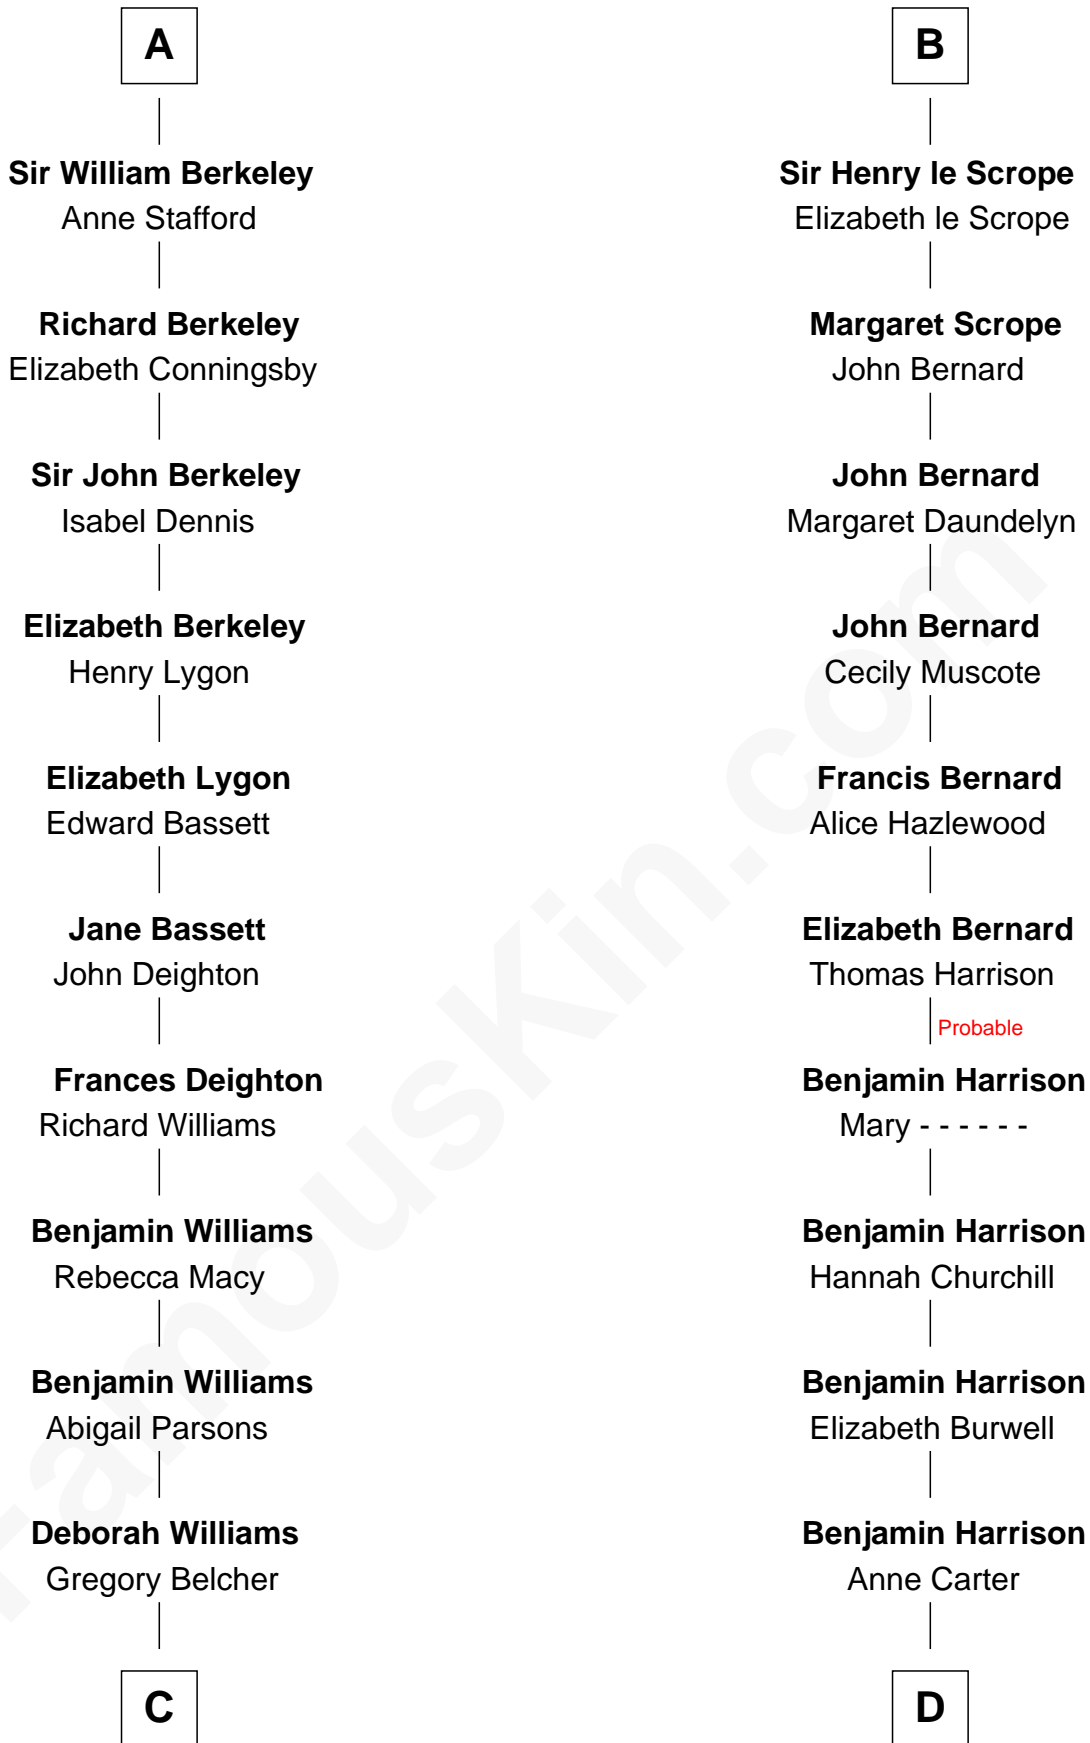 A
Sir William Berkeley
Anne Stafford
Richard Berkeley
Elizabeth Conningsby
Sir John Berkeley
Isabel Dennis
Elizabeth Berkeley
Henry Lygon
Elizabeth Lygon
Edward Bassett
Jane Bassett
John Deighton
Frances Deighton
Richard Williams
Benjamin Williams
Rebecca Macy
Benjamin Williams
Abigail Parsons
Deborah Williams
Gregory Belcher
C
B
Sir Henry le Scrope
Elizabeth le Scrope
Margaret Scrope
John Bernard
John Bernard
Margaret Daundelyn
John Bernard
Cecily Muscote
Francis Bernard
Alice Hazlewood
Elizabeth Bernard
Thomas Harrison
Probable
Benjamin Harrison
Mary - - - - - -
Benjamin Harrison
Hannah Churchill
Benjamin Harrison
Elizabeth Burwell
Benjamin Harrison
Anne Carter
D
FamousKin.com